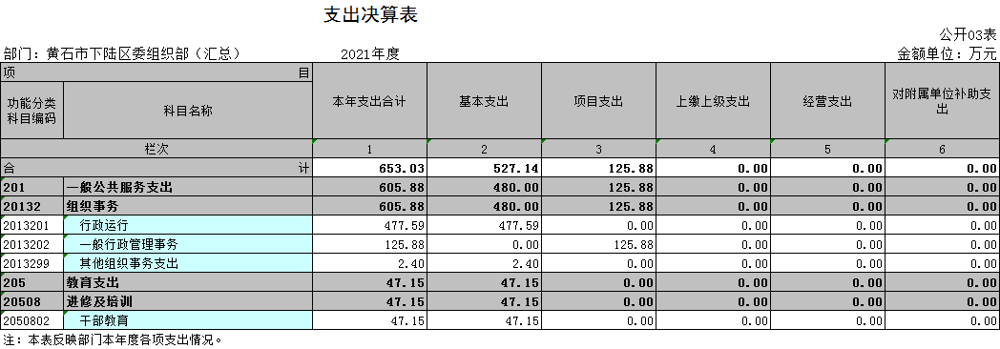 支出决算表
公开03表
部门：黄石市下陆区委组织部（汇总） 2021年度 金额单位：万元
项 目 本年支出合计 基本支出 项目支出 上缴上级支出 经营支出 对附属单位补助支出
功能分类科目编码 科目名称
栏次 1 2 3 4 5 6
合 计 653.03 527.14 125.88 0.00 0.00 0.00
201 一般公共服务支出 605.88 480.00 125.88 0.00 0.00 0.00
20132 组织事务 605.88 480.00 125.88 0.00 0.00 0.00
2013201 行政运行 477.59 477.59 0.00 0.00 0.00 0.00
2013202 一般行政管理事务 125.88 0.00 125.88 0.00 0.00 0.00
2013299 其他组织事务支出 2.40 2.40 0.00 0.00 0.00 0.00
205 教育支出 47.15 47.15 0.00 0.00 0.00 0.00
20508 进修及培训 47.15 47.15 0.00 0.00 0.00 0.00
2050802 干部教育 47.15 47.15 0.00 0.00 0.00 0.00
注：本表反映部门本年度各项支出情况。